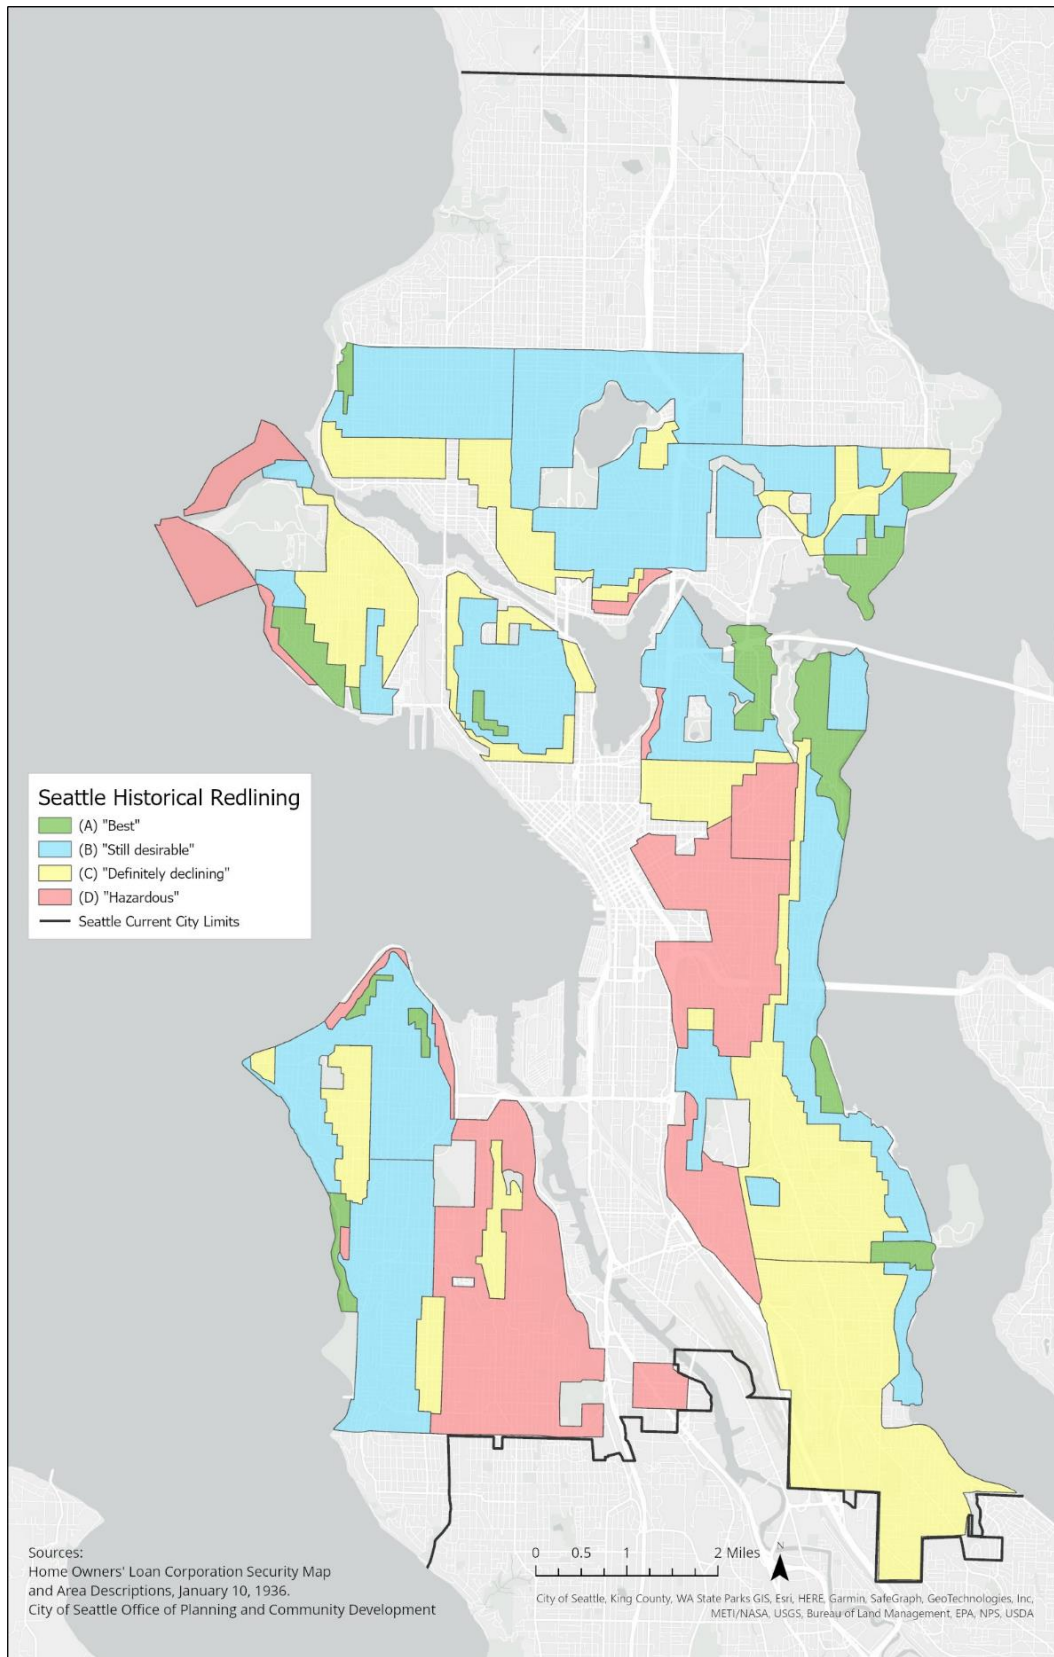 Seattle Historical Redlining
(A) "Best"
(B) "Still desirable"
(C) "Definitely declining"
(D) "Hazardous"
Seattle Current City Limits
Sources:
Home Owners' Loan Corporation Security Map
and Area Descriptions, January 10, 1936.
City of Seattle Office of Planning and Community Development
0 0.5 1 2 Miles
N
City of Seattle, King County, WA State Parks GIS, Esri, HERE, Garmin, SafeGraph, GeoTechnologies, Inc,
METI/NASA, USGS, Bureau of Land Management, EPA, NPS, USDA